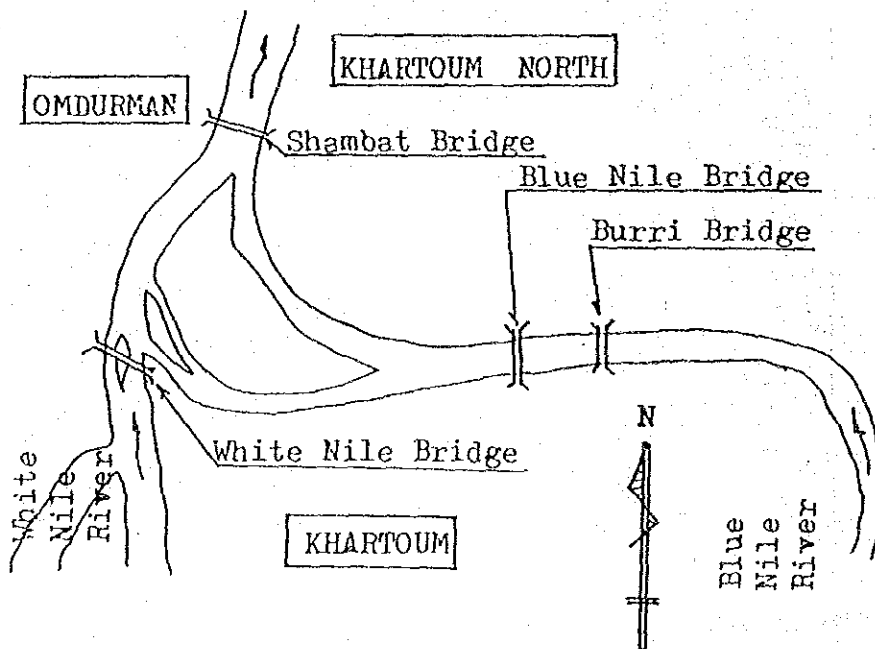 KHARTOUM NORTH
OMDURMAN
Shambat Bridge
Blue Nile Bridge
Burri Bridge
White Nile Bridge
N
White
Nile
River
KHARTOUM
Blue
Nile
River